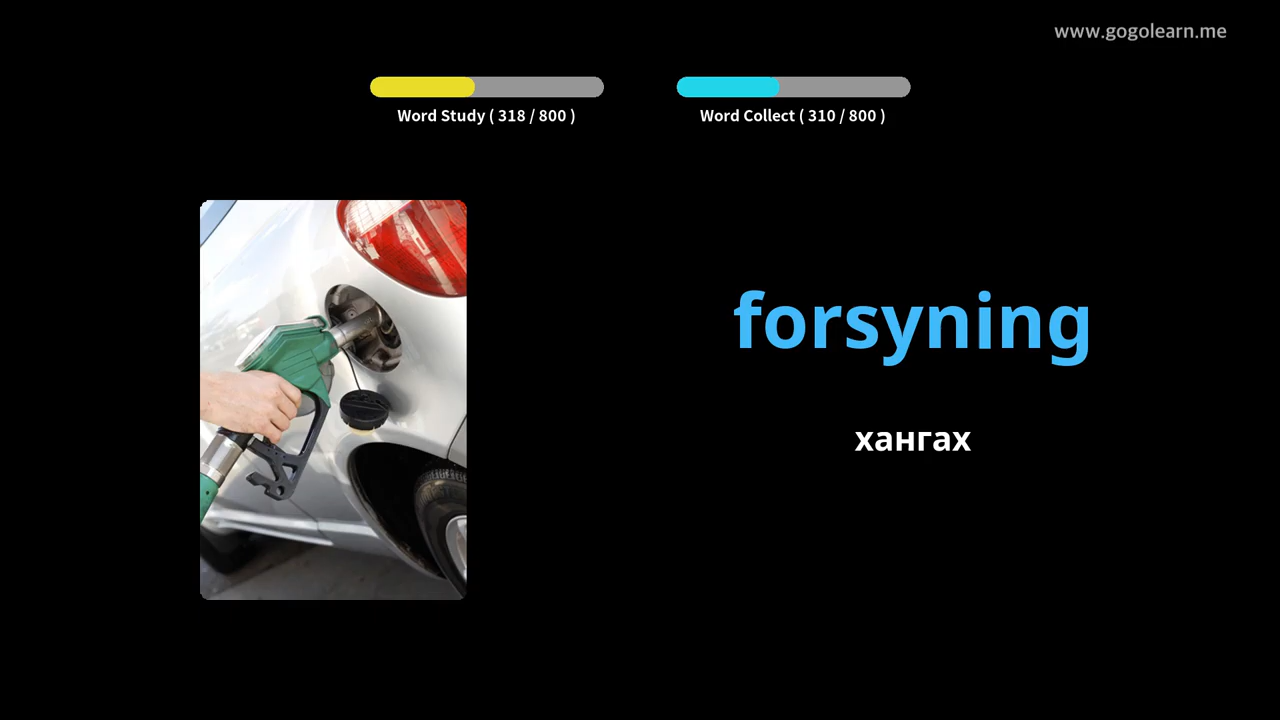 www.gogolearn.me
Word Study ( 318 / 800 )
Word Collect ( 310 / 800 )
forsyning
хангах